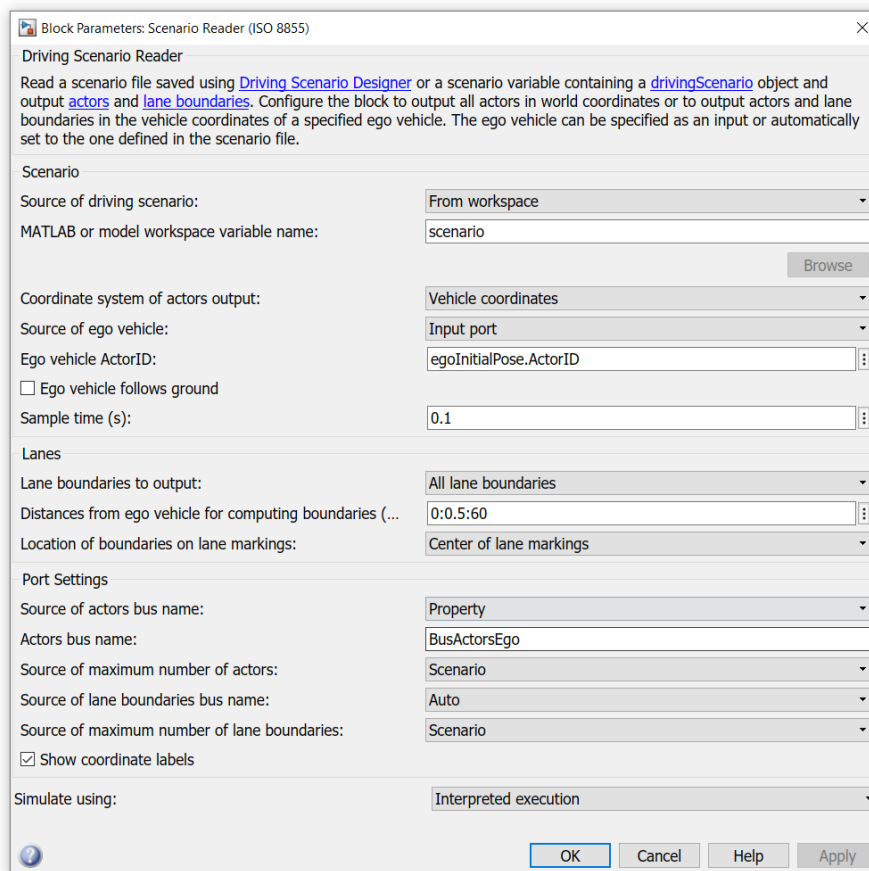 Block Parameters: Scenario Reader (ISO 8855)
Driving Scenario Reader
Read a scenario file saved using Driving Scenario Designer or a scenario variable containing a drivingScenario object and
output actors and lane boundaries. Configure the block to output all actors in world coordinates or to output actors and lane
boundaries in the vehicle coordinates of a specified ego vehicle. The ego vehicle can be specified as an input or automatically
set to the one defined in the scenario file.
Scenario
Source of driving scenario: From workspace
MATLAB or model workspace variable name: scenario
Browse
Coordinate system of actors output: Vehicle coordinates
Source of ego vehicle: Input port
Ego vehicle ActorID: egoInitialPose.ActorID
Ego vehicle follows ground
Sample time (s): 0.1
Lanes
Lane boundaries to output: All lane boundaries
Distances from ego vehicle for computing boundaries (... 0:0.5:60
Location of boundaries on lane markings: Center of lane markings
Port Settings
Source of actors bus name: Property
Actors bus name: BusActorsEgo
Source of maximum number of actors: Scenario
Source of lane boundaries bus name: Auto
Source of maximum number of lane boundaries: Scenario
Show coordinate labels
Simulate using: Interpreted execution
OK Cancel Help Apply